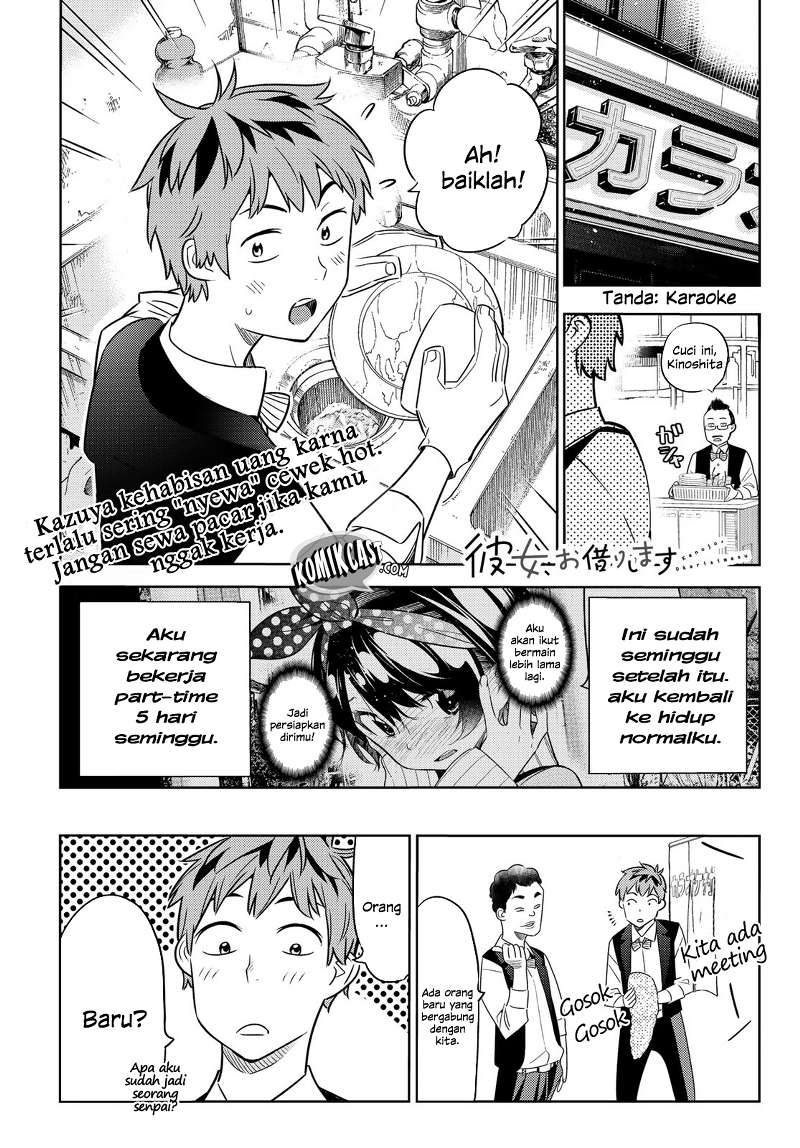 カラオ
Tanda: Karaoke
Cuci ini,
Kinoshita
ガシャ
Ah!
baiklah!
Kazuya kehabisan uang karna
terlalu sering "nyewa" cewek hot.
Jangan sewa pacar jika kamu
nggak kerja.
KOMIKCAST
.COM
彼女、お借りします
Ini sudah
seminggu
setelah itu.
aku kembali
ke hidup
normalku.
Aku
akan ikut
bermain
lebih lama
lagi.
Jadi
persiapkan
dirimu!
Aku
sekarang
bekerja
part-time
5 hari
seminggu.
Kita ada
meeting
Gosok
Gosok
Ada orang
baru yang
bergabung
dengan
kita.
Orang
...
Baru?
Apa aku
sudah jadi
seorang
senpai?